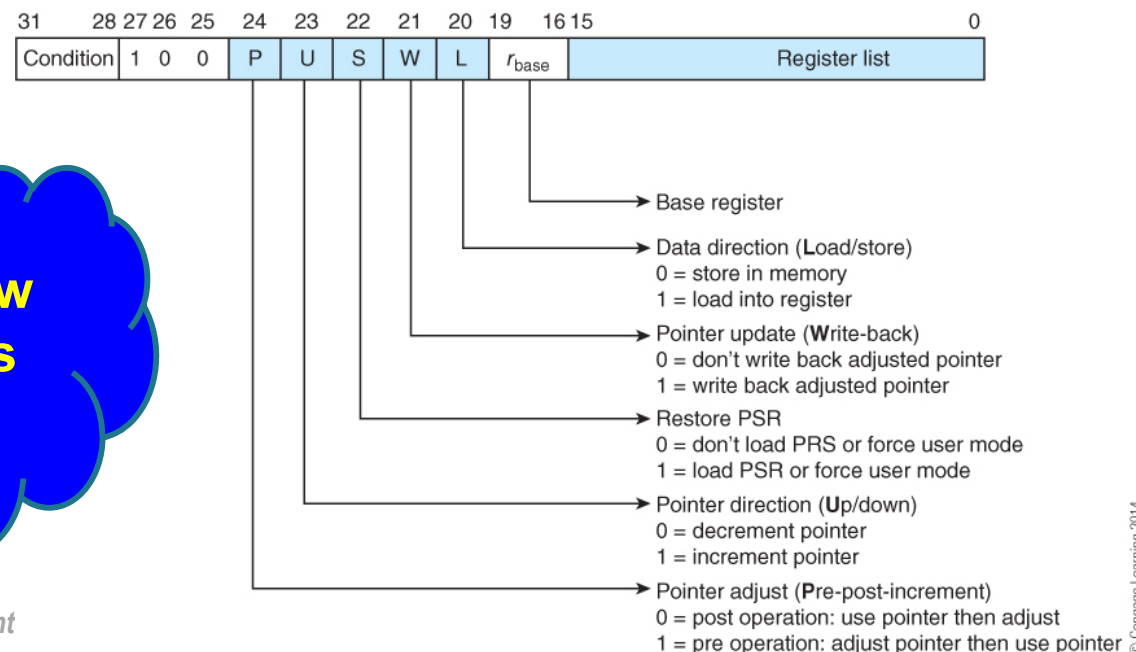 31 28 27 26 25 24 23 22 21 20 19 16 15 0
Condition 1 0 0 P U S W L rbase Register list
w
s
Base register
Data direction (Load/store)
0 = store in memory
1 = load into register
Pointer update (Write-back)
0 = don't write back adjusted pointer
1 = write back adjusted pointer
Restore PSR
0 = don't load PRS or force user mode
1 = load PSR or force user mode
Pointer direction (Up/down)
0 = decrement pointer
1 = increment pointer
Pointer adjust (Pre-post-increment)
0 = post operation: use pointer then adjust
1 = pre operation: adjust pointer then use pointer
nt
© Cengage Learning 2014